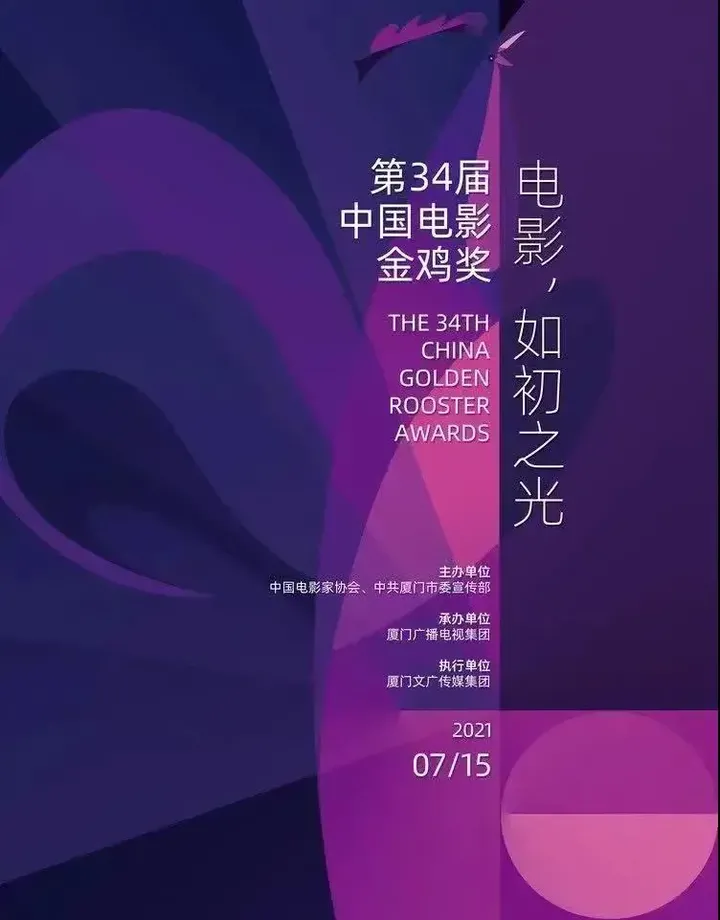 第34届
中国电影
金鸡奖
THE 34TH
CHINA
GOLDEN
ROOSTER
AWARDS
电影，如初之光
主办单位
中国电影家协会、中共厦门市委宣传部
承办单位
厦门广播电视集团
执行单位
厦门文广传媒集团
2021
07/15